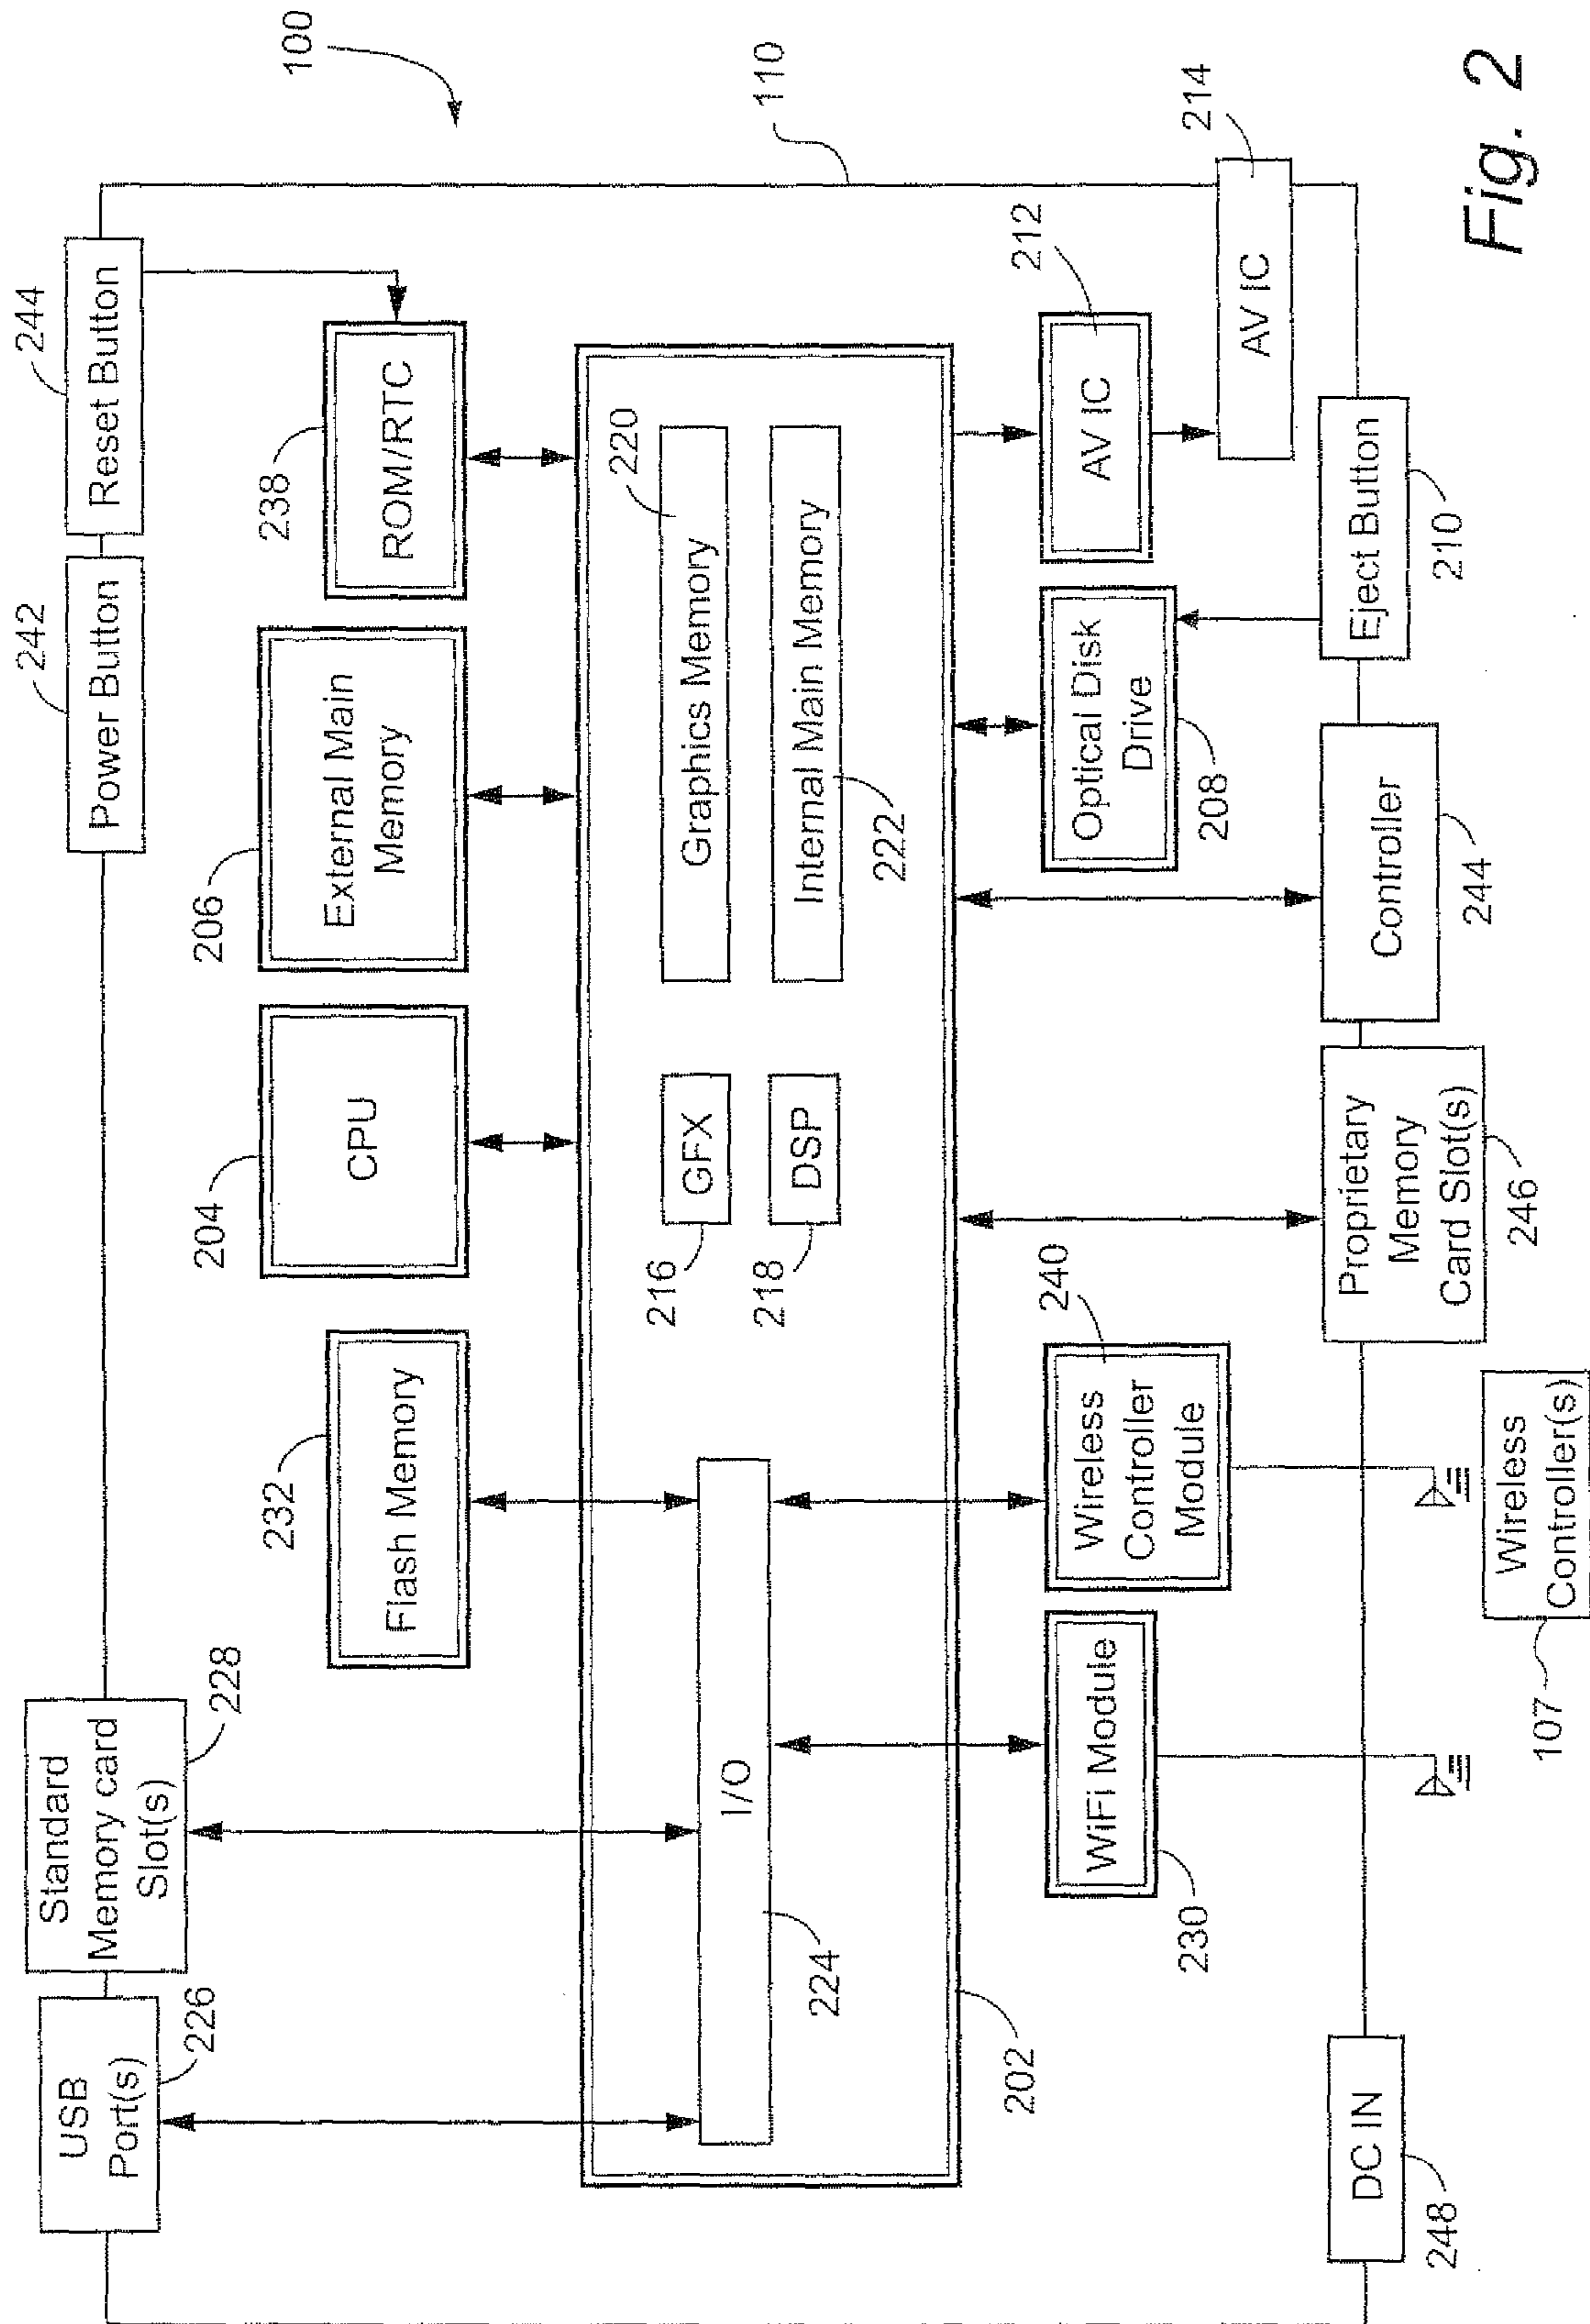 100
110
226
USB
Port(s)
228
Standard
Memory card
Slot(s)
242
Power Button
244
Reset Button
232
Flash Memory
204
CPU
206
External Main
Memory
238
ROM/RTC
I/O
224
216
GFX
218
DSP
220
Graphics Memory
Internal Main Memory
222
202
230
WiFi Module
240
Wireless
Controller
Module
Optical Disk
Drive
208
212
AV IC
214
AV IC
248
DC IN
107
Wireless
Controller(s)
Proprietary
Memory
Card Slot(s)
246
Controller
244
Eject Button
210
Fig. 2